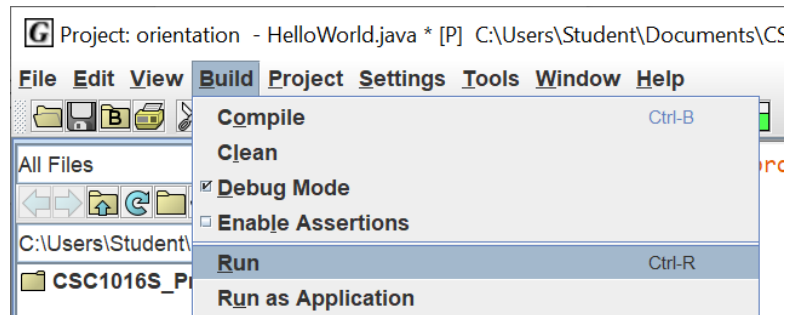 G Project: orientation - HelloWorld.java * [P] C:\Users\Student\Documents\CS
File Edit View Build Project Settings Tools Window Help
B
Compile Ctrl-B
Clean
All Files
Debug Mode
Enable Assertions
C:\Users\Student\
Run Ctrl-R
CSC1016S_P
Run as Application